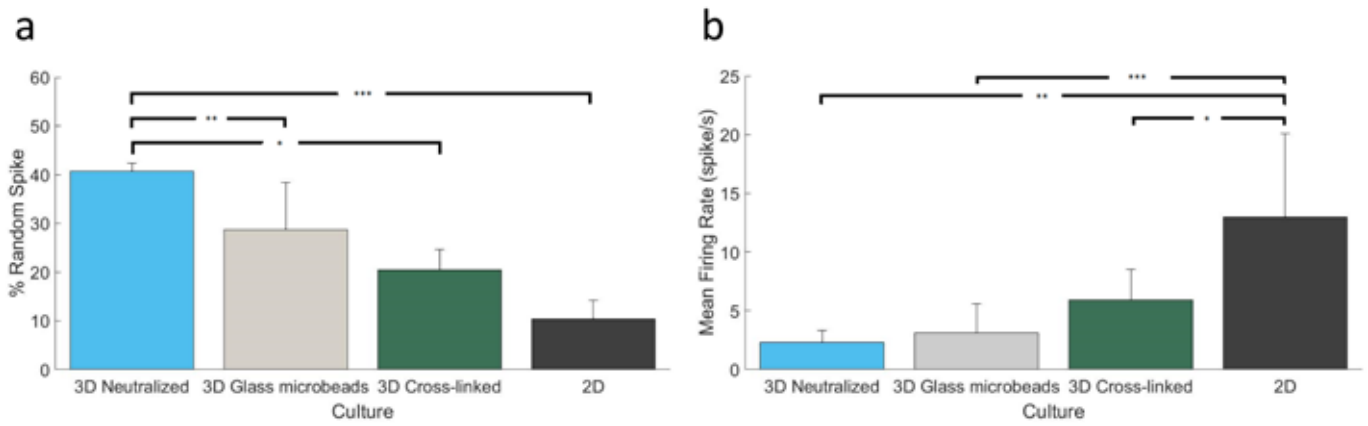 a
60
50
40
30
20
10
0
% Random Spike
***
**
*
3D Neutralized
3D Glass microbeads
3D Cross-linked
2D
Culture
b
25
20
15
10
5
0
Mean Firing Rate (spike/s)
***
**
*
3D Neutralized
3D Glass microbeads
3D Cross-linked
2D
Culture